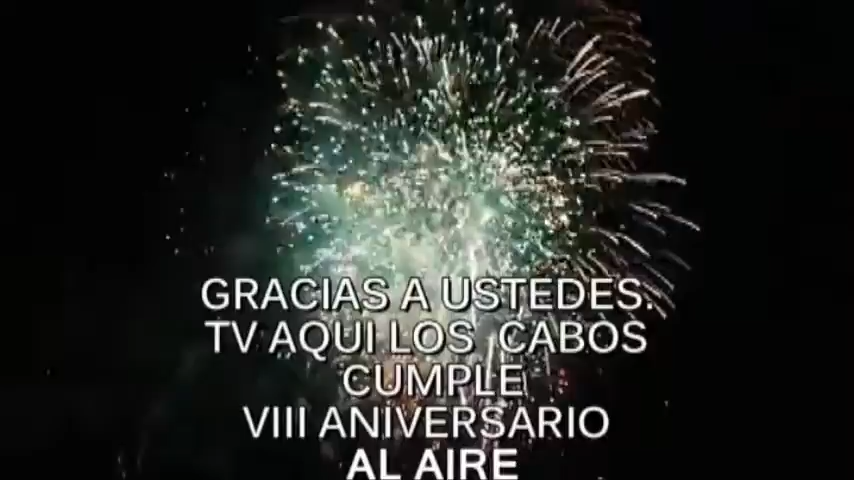 GRACIAS A USTEDES.
TV AQUI LOS CABOS
CUMPLE
VIII ANIVERSARIO
AL AIRE